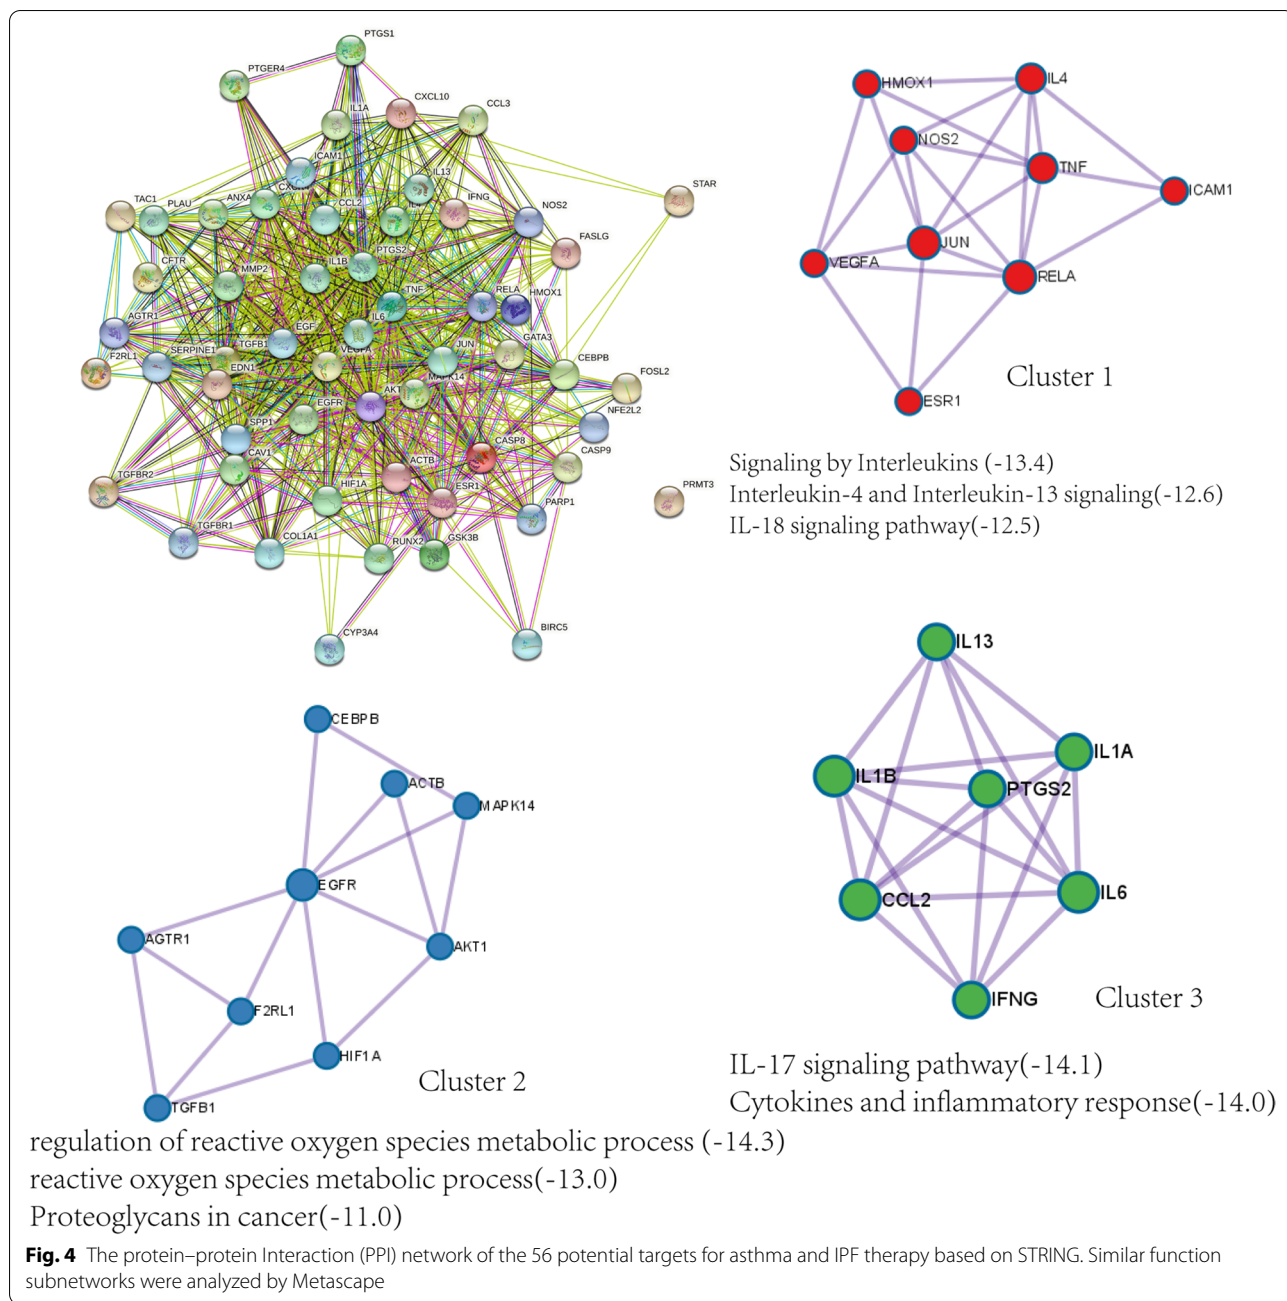 PTGS1
PTGER4
CXCL10
IL1A
CCL3
ICAM1
IL13
STAR
TAC1
PLAU
ANXA
CCL2
IFNG
NOS2
FASLG
PTGS2
CFTR
IL1B
MMP2
TNF
RELA
HMOX1
AGTR1
IL6
EGF
TGFB1
JUN
GATA3
F2RL1
SERPINE1
VEGFA
CEBPB
EDN1
AKT
MAPK14
FOSL2
EGFR
NFE2L2
SPP1
CAV1
CASP8
CASP9
ACTB
TGFBR2
HIF1A
ESR1
PRMT3
PARP1
TGFBR1
COL1A1
RUNX2
GSK3B
CYP3A4
BIRC5
HMOX1
IL4
NOS2
TNF
ICAM1
JUN
VEGFA
RELA
ESR1
Cluster 1
Signaling by Interleukins (-13.4)
Interleukin-4 and Interleukin-13 signaling(-12.6)
IL-18 signaling pathway(-12.5)
CEBPB
ACTB
MAPK14
EGFR
AGTR1
AKT1
F2RL1
HIF1A
TGFB1
Cluster 2
regulation of reactive oxygen species metabolic process (-14.3)
reactive oxygen species metabolic process(-13.0)
Proteoglycans in cancer(-11.0)
IL13
IL1A
IL1B
PTGS2
CCL2
IL6
IFNG
Cluster 3
IL-17 signaling pathway(-14.1)
Cytokines and inflammatory response(-14.0)
Fig. 4 The protein–protein Interaction (PPI) network of the 56 potential targets for asthma and IPF therapy based on STRING. Similar function
subnetworks were analyzed by Metascape